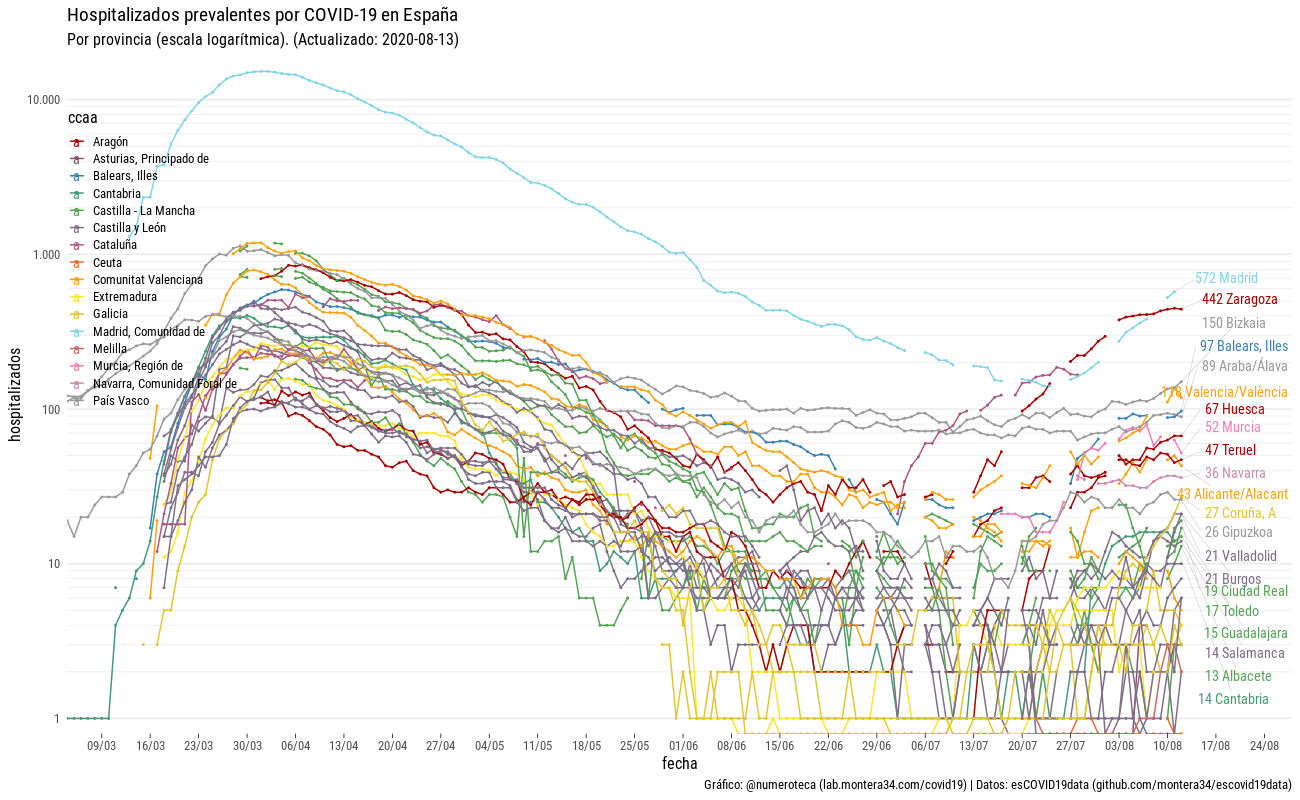 Hospitalizados prevalentes por COVID-19 en España
Por provincia (escala logarítmica). (Actualizado: 2020-08-13)
hospitalizados
10.000
1.000
100
10
1
ccaa
Aragón
Asturias, Principado de
Balears, Illes
Cantabria
Castilla - La Mancha
Castilla y León
Cataluña
Ceuta
Comunitat Valenciana
Extremadura
Galicia
Madrid, Comunidad de
Melilla
Murcia, Región de
Navarra, Comunidad Foral de
País Vasco
572 Madrid
442 Zaragoza
150 Bizkaia
97 Balears, Illes
89 Araba/Álava
Valencia/València
67 Huesca
52 Murcia
47 Teruel
36 Navarra
43 Alicante/Alacant
27 Coruña, A
26 Gipuzkoa
21 Valladolid
21 Burgos
19 Ciudad Real
17 Toledo
15 Guadalajara
14 Salamanca
13 Albacete
14 Cantabria
09/03 16/03 23/03 30/03 06/04 13/04 20/04 27/04 04/05 11/05 18/05 25/05 01/06 08/06 15/06 22/06 29/06 06/07 13/07 20/07 27/07 03/08 10/08 17/08 24/08
fecha
Gráfico: @numeroteca (lab.montera34.com/covid19) | Datos: esCOVID19data (github.com/montera34/escovid19data)